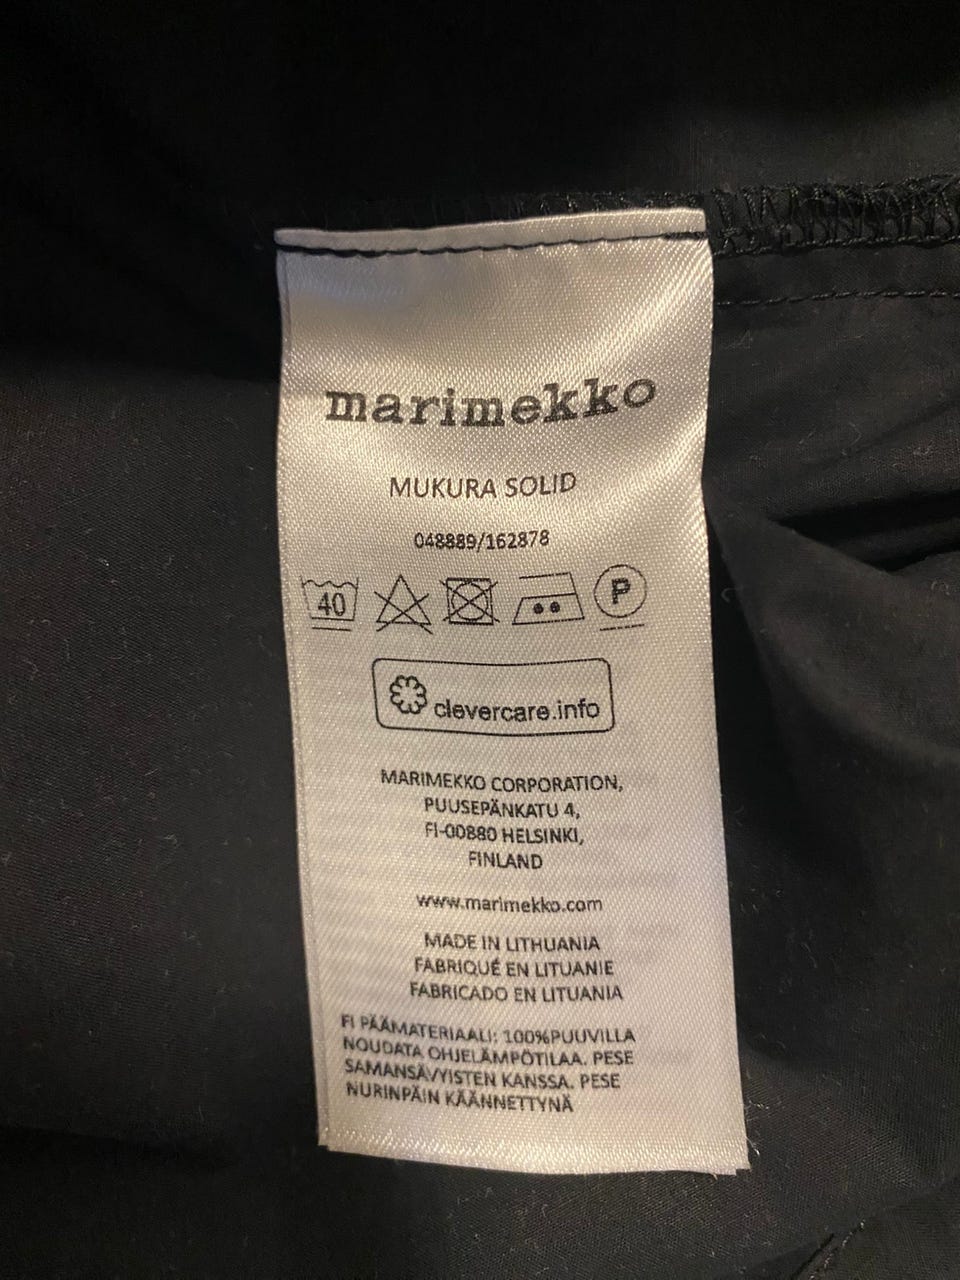 marimekko
MUKURA SOLID
048889/162878
40 P
clevercare.info
MARIMEKKO CORPORATION,
PUUSEPÄNKATU 4,
FI-00880 HELSINKI,
FINLAND
www.marimekko.com
MADE IN LITHUANIA
FABRIQUÉ EN LITUANIE
FABRICADO EN LITUANIA
FI PÄÄMATERIAALI: 100%PUUVILLA
NOUDATA OHJELÄMPÖTILAA. PESE
SAMANSÄVYISTEN KANSSA. PESE
NURINPÄIN KÄÄNNETTYNÄ